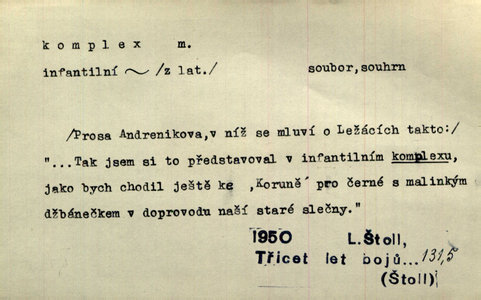 komplex m.
infantilní ~ /z lat./ soubor,souhrn
/Prosa Andrenikova,v níž se mluví o Ležácích takto:/
"...Tak jsem si to představoval v infantilním komplexu,
jako bych chodil ještě ke ‚Koruně' pro černé s malinkým
džbánečkem v doprovodu naší staré slečny."
1950 L.Štoll,
Třicet let bojů...131,5
(Štoll)